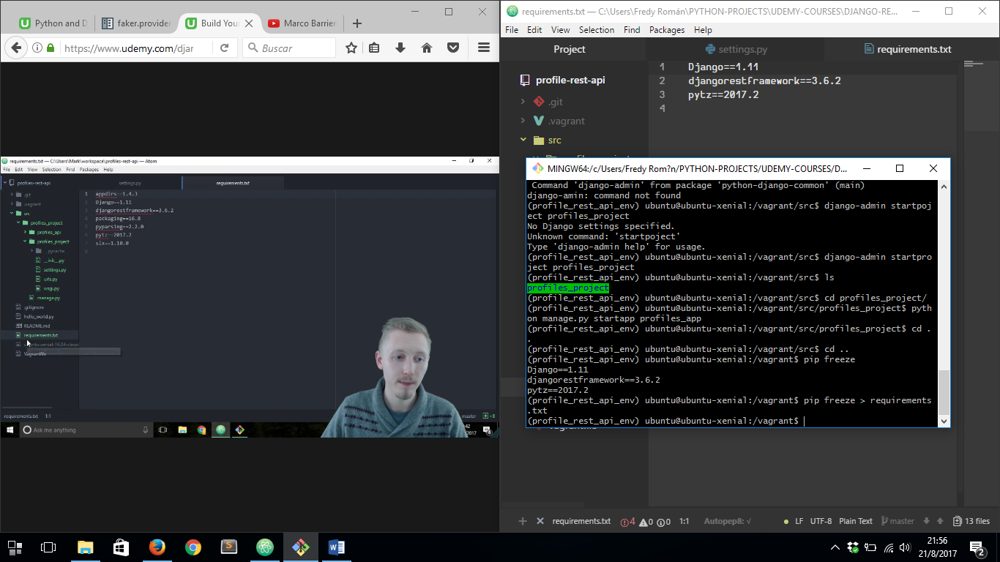 Python and D
faker.provider
Build Your
Marco Barrier
https://www.udemy.com/djar
Buscar
requirements.txt — C:\Users\Mark\workspace\profiles-rest-api — Atom
File Edit View Selection Find Packages Help
profiles-rest-api
settings.py
requirements.txt
.git
.vagrant
src
profiles_project
profiles_api
profiles_project
__pycache__
__init__.py
settings.py
urls.py
wsgi.py
manage.py
.gitignore
hello_world.py
README.md
requirements.txt
ubuntu-xenial-16.04-cloud
Vagrantfile
1 appdirs==1.4.3
2 Django==1.11
3 djangorestframework==3.6.2
4 packaging==16.8
5 pyparsing==2.2.0
6 pytz==2017.2
7 six==1.10.0
8
requirements.txt 1:1
master
+8
Ask me anything
requirements.txt — C:\Users\Fredy Román\PYTHON-PROJECTS\UDEMY-COURSES\DJANGO-RE...
File Edit View Selection Find Packages Help
Project
settings.py
requirements.txt
profile-rest-api
.git
.vagrant
src
1 Django==1.11
2 djangorestframework==3.6.2
3 pytz==2017.2
4
MINGW64:/c/Users/Fredy Rom?n/PYTHON-PROJECTS/UDEMY-COURSES/D...
Command 'django-admin' from package 'python-django-common' (main)
django-amin: command not found
(profile_rest_api_env) ubuntu@ubuntu-xenial:/vagrant/src$ django-admin startpoj
ect profiles_project
No Django settings specified.
Unknown command: 'startpoject'
Type 'django-admin help' for usage.
(profile_rest_api_env) ubuntu@ubuntu-xenial:/vagrant/src$ django-admin startpro
ject profiles_project
(profile_rest_api_env) ubuntu@ubuntu-xenial:/vagrant/src$ ls
profiles_project
(profile_rest_api_env) ubuntu@ubuntu-xenial:/vagrant/src$ cd profiles_project/
(profile_rest_api_env) ubuntu@ubuntu-xenial:/vagrant/src/profiles_project$ pyth
on manage.py startapp profiles_app
(profile_rest_api_env) ubuntu@ubuntu-xenial:/vagrant/src/profiles_project$ cd .
.
(profile_rest_api_env) ubuntu@ubuntu-xenial:/vagrant/src$ cd ..
(profile_rest_api_env) ubuntu@ubuntu-xenial:/vagrant$ pip freeze
Django==1.11
djangorestframework==3.6.2
pytz==2017.2
(profile_rest_api_env) ubuntu@ubuntu-xenial:/vagrant$ pip freeze > requirements
.txt
(profile_rest_api_env) ubuntu@ubuntu-xenial:/vagrant$
requirements.txt 4 0 0 1:1 Autopep8: √ LF UTF-8 Plain Text master 13 files
21:56
21/8/2017
2